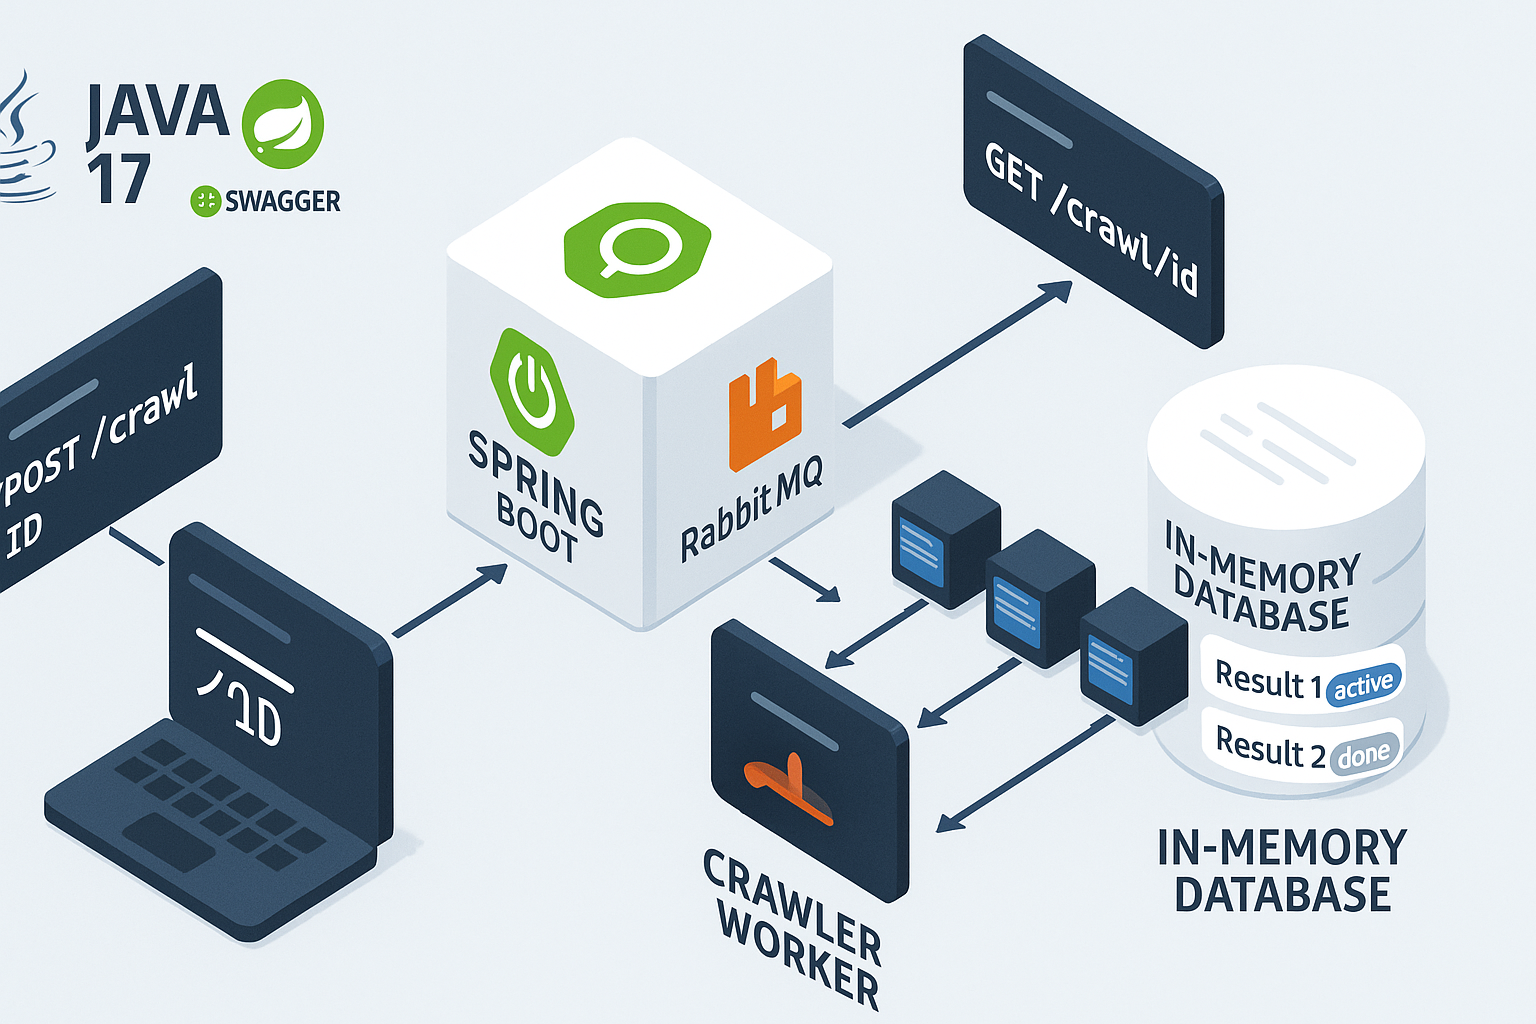 JAVA
17
SWAGGER
POST /crawl
ID
SPRING
BOOT
RabbitMQ
GET /crawl/id
IN-MEMORY
DATABASE
Result 1 active
Result 2 done
CRAWLER
WORKER
IN-MEMORY
DATABASE